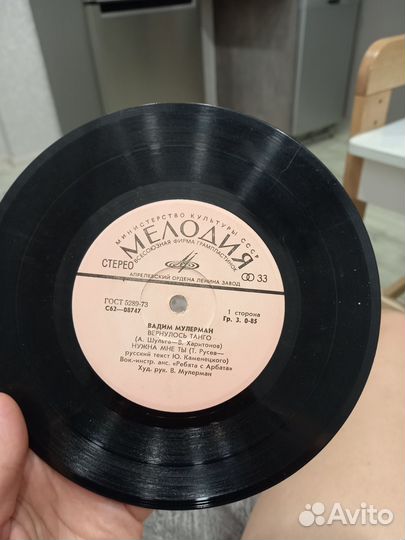 МИНИСТЕРСТВО КУЛЬТУРЫ СССР
МЕЛОДИЯ
ВСЕСОЮЗНАЯ ФИРМА ГРАМПЛАСТИНОК
СТЕРЕО
33
АПРЕЛЕВСКИЙ ОРДЕНА ЛЕНИНА ЗАВОД
ГОСТ 5289-73
С62—08747
1 сторона
Гр. 3. 0-85
ВАДИМ МУЛЕРМАН
ВЕРНУЛОСЬ ТАНГО
(А. Шульга—В. Харитонов)
НУЖНА МНЕ ТЫ (Т. Русев—
русский текст Ю. Каменецкого)
Вок.-инстр. анс. «Ребята с Арбата»
Худ. рук. В. Мулерман
Avito